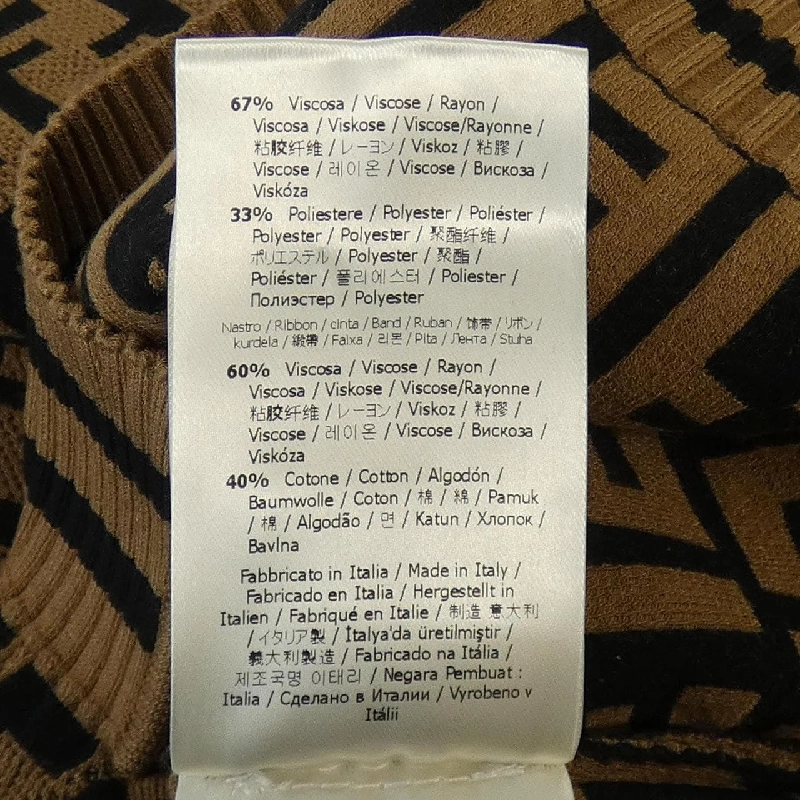 67% Viscosa / Viscose / Rayon /
Viscosa / Viskose / Viscose/Rayonne /
粘胶纤维 / レーヨン / Viskoz / 粘膠 /
Viscose / 레이온 / Viscose / Вискоза /
Viskóza
33% Poliestere / Polyester / Poliéster /
Polyester / Polyester / 聚酯纤维 /
ポリエステル / Polyester / 聚酯 /
Poliéster / 폴리에스터 / Poliester /
Полиэстер / Polyester
Nastro / Ribbon / cinta / Band / Ruban / 饰带 / リボン /
kurdela / 緞帶 / Faixa / 리본 / Pita / Лента / Stuha
60% Viscosa / Viscose / Rayon /
Viscosa / Viskose / Viscose/Rayonne /
粘胶纤维 / レーヨン / Viskoz / 粘膠 /
Viscose / 레이온 / Viscose / Вискоза /
Viskóza
40% Cotone / Cotton / Algodón /
Baumwolle / Coton / 棉 / 綿 / Pamuk
/ 棉 / Algodão / 면 / Katun / Хлопок /
Bavlna
Fabbricato in Italia / Made in Italy /
Fabricado en Italia / Hergestellt in
Italien / Fabriqué en Italie / 制造 意大利
/ イタリア製 / İtalya'da üretilmiştir /
義大利製造 / Fabricado na Itália /
제조국명 이태리 / Negara Pembuat :
Italia / Сделано в Италии / Vyrobeno v
Itálii